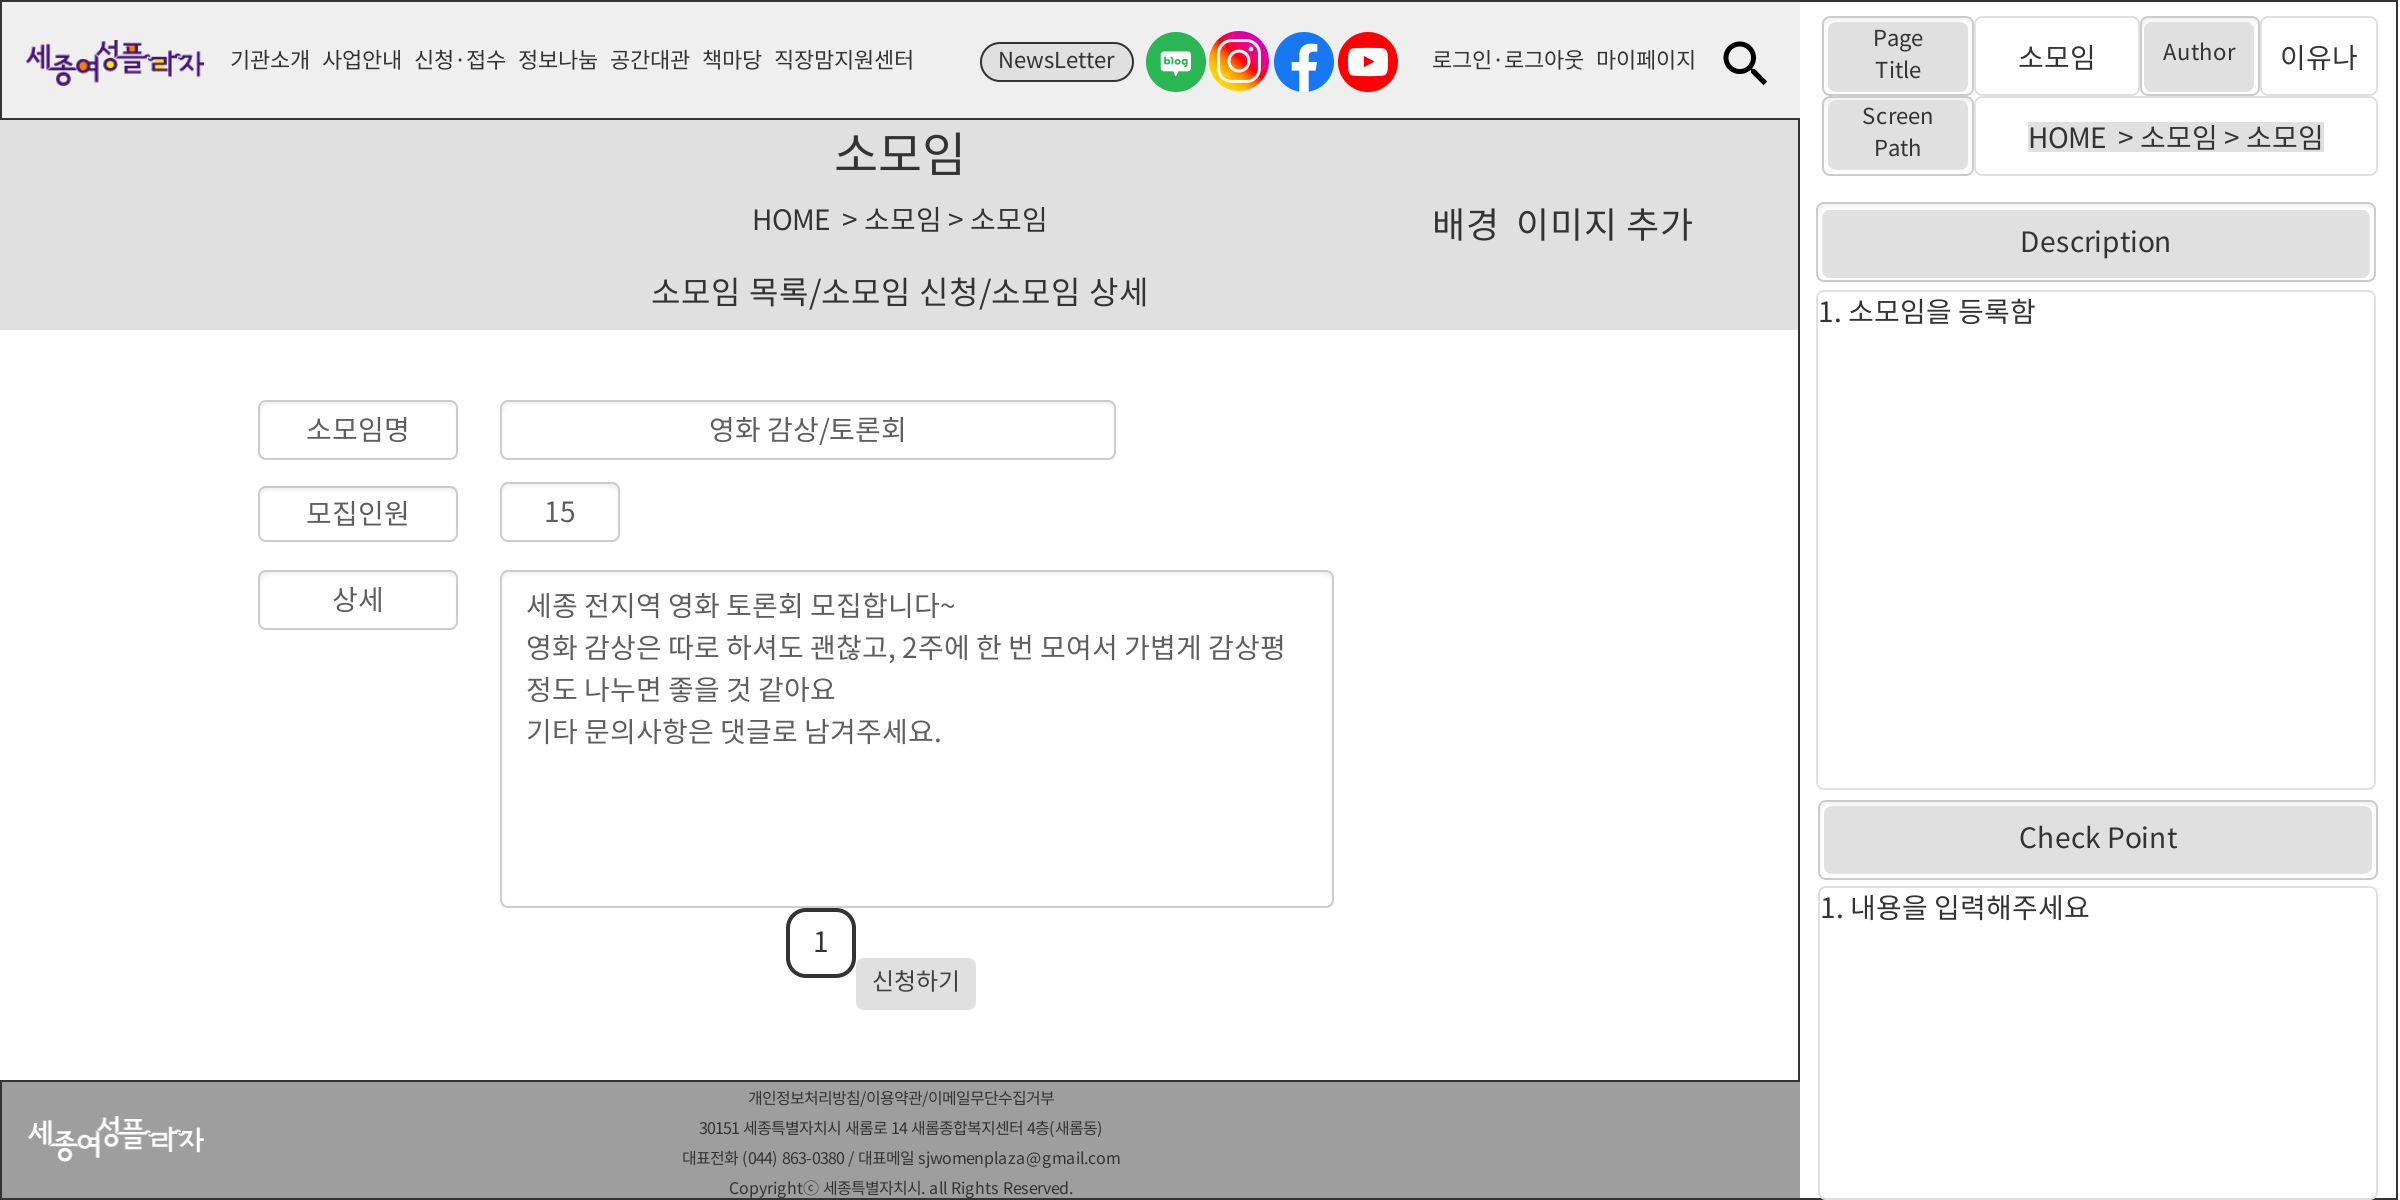 세종여성플라자 기관소개 사업안내 신청·접수 정보나눔 공간대관 책마당 직장맘지원센터 NewsLetter blog 로그인·로그아웃 마이페이지
소모임
HOME > 소모임 > 소모임
배경 이미지 추가
소모임 목록/소모임 신청/소모임 상세
소모임명 영화 감상/토론회
모집인원 15
상세
세종 전지역 영화 토론회 모집합니다~
영화 감상은 따로 하셔도 괜찮고, 2주에 한 번 모여서 가볍게 감상평
정도 나누면 좋을 것 같아요
기타 문의사항은 댓글로 남겨주세요.
1
신청하기
세종여성플라자
개인정보처리방침/이용약관/이메일무단수집거부
30151 세종특별자치시 새롬로 14 새롬종합복지센터 4층(새롬동)
대표전화 (044) 863-0380 / 대표메일 sjwomenplaza@gmail.com
Copyrightⓒ 세종특별자치시. all Rights Reserved.
Page
Title
소모임
Author
이유나
Screen
Path
HOME > 소모임 > 소모임
Description
1. 소모임을 등록함
Check Point
1. 내용을 입력해주세요